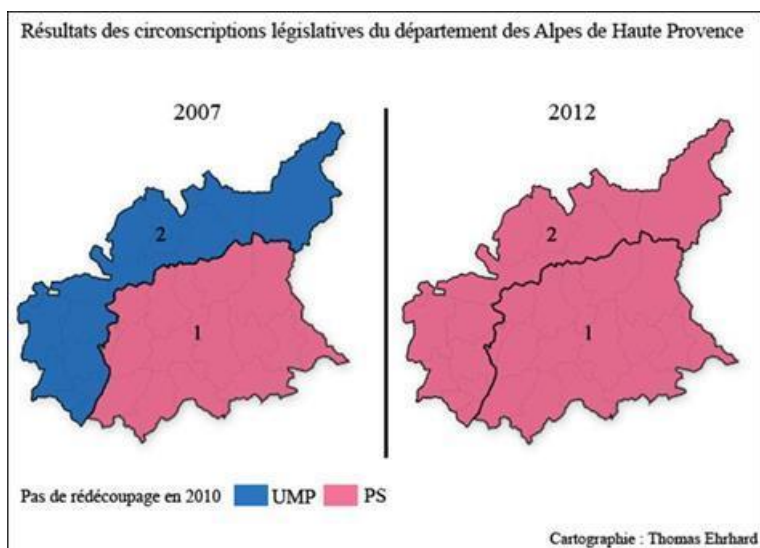 Résultats des circonscriptions législatives du département des Alpes de Haute Provence
2007
2012
2
1
2
1
Pas de rédécoupage en 2010
UMP
PS
Cartographie : Thomas Ehrhard